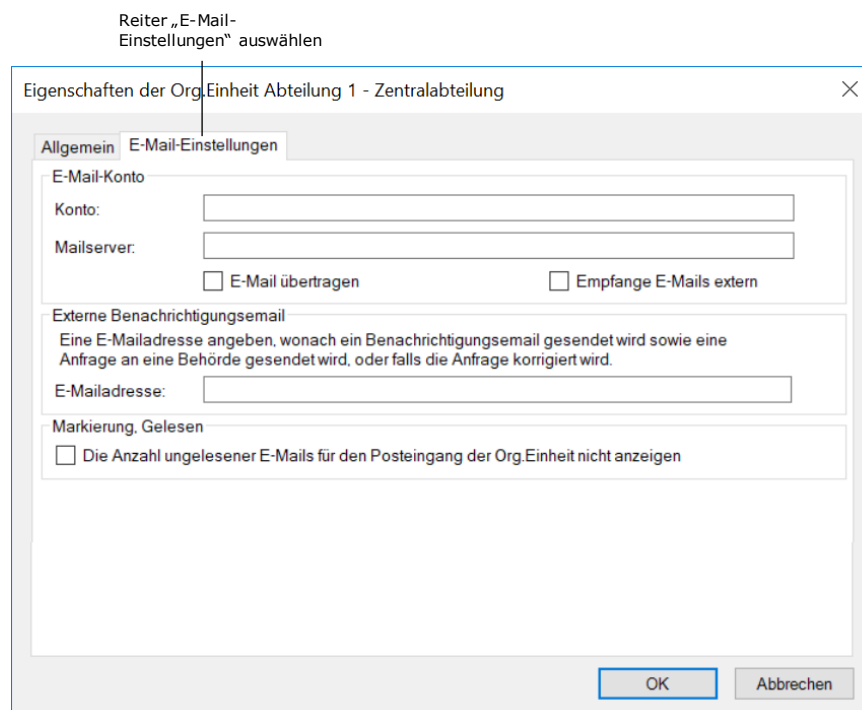 Reiter „E-Mail-
Einstellungen“ auswählen
Eigenschaften der Org.Einheit Abteilung 1 - Zentralabteilung
Allgemein
E-Mail-Einstellungen
E-Mail-Konto
Konto:
Mailserver:
E-Mail übertragen
Empfange E-Mails extern
Externe Benachrichtigungsemail
Eine E-Mailadresse angeben, wonach ein Benachrichtigungsemail gesendet wird sowie eine
Anfrage an eine Behörde gesendet wird, oder falls die Anfrage korrigiert wird.
E-Mailadresse:
Markierung, Gelesen
Die Anzahl ungelesener E-Mails für den Posteingang der Org.Einheit nicht anzeigen
OK
Abbrechen